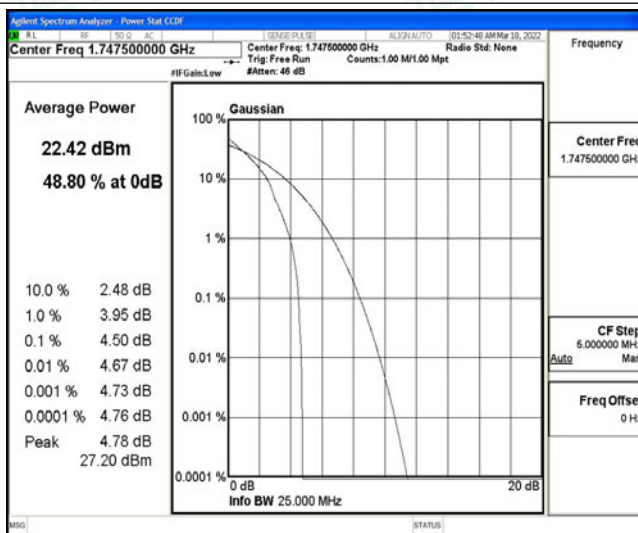 Agilent Spectrum Analyzer - Power Stat CCDF
RL RF 50 Ω AC SENSE:PULSE ALIGN AUTO 01:52:48 AM Mar 18, 2022
Center Freq 1.747500000 GHz
Center Freq: 1.747500000 GHz Radio Std: None
Trig: Free Run Counts:1.00 M/1.00 Mpt
#IFGain:Low #Atten: 46 dB
Average Power
22.42 dBm
48.80 % at 0dB
10.0 % 2.48 dB
1.0 % 3.95 dB
0.1 % 4.50 dB
0.01 % 4.67 dB
0.001 % 4.73 dB
0.0001 % 4.76 dB
Peak 4.78 dB
27.20 dBm
Gaussian
100 %
10 %
1 %
0.1 %
0.01 %
0.001 %
0.0001 %
0 dB 20 dB
Info BW 25.000 MHz
Frequency
Center Freq
1.747500000 GHz
CF Step
5.000000 MHz
Auto Man
Freq Offset
0 Hz
MSG STATUS